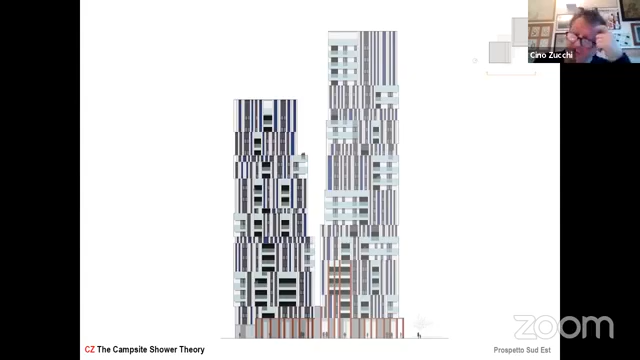 Cino Zucchi
CZ The Campsite Shower Theory
Prospetto Sud Est
zoom